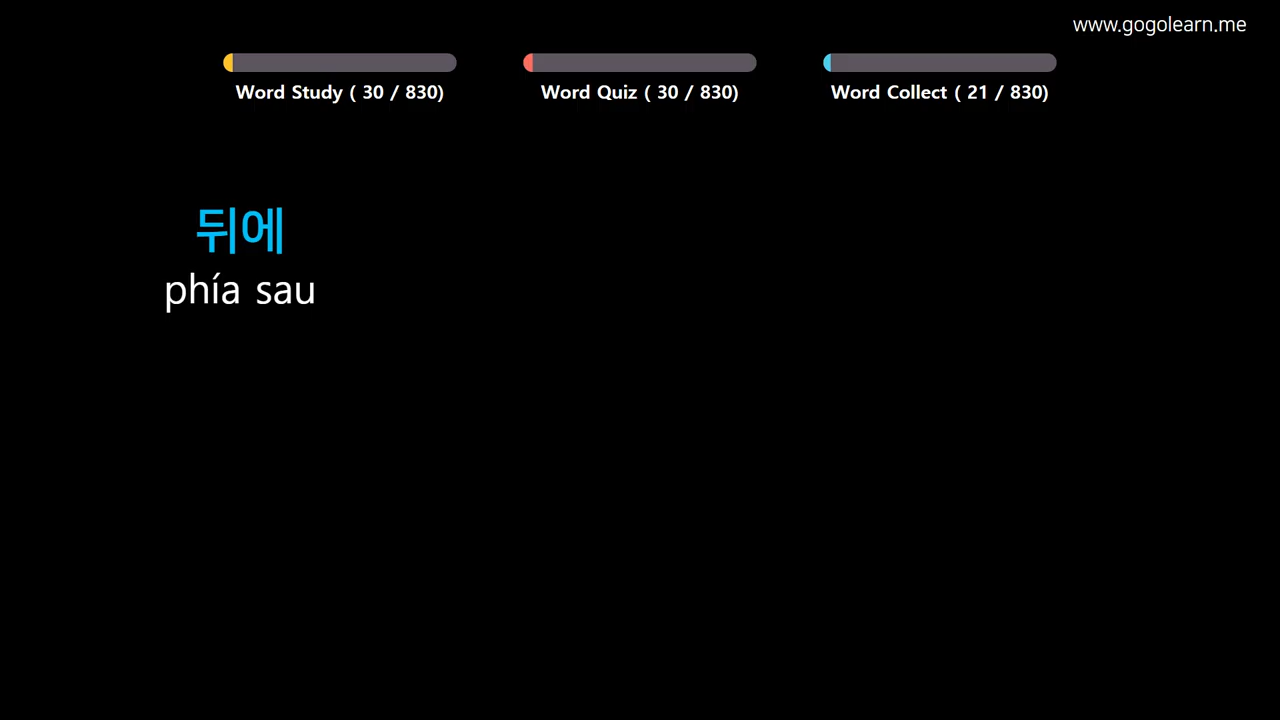 www.gogolearn.me
Word Study ( 30 / 830)
Word Quiz ( 30 / 830)
Word Collect ( 21 / 830)
뒤에
phía sau